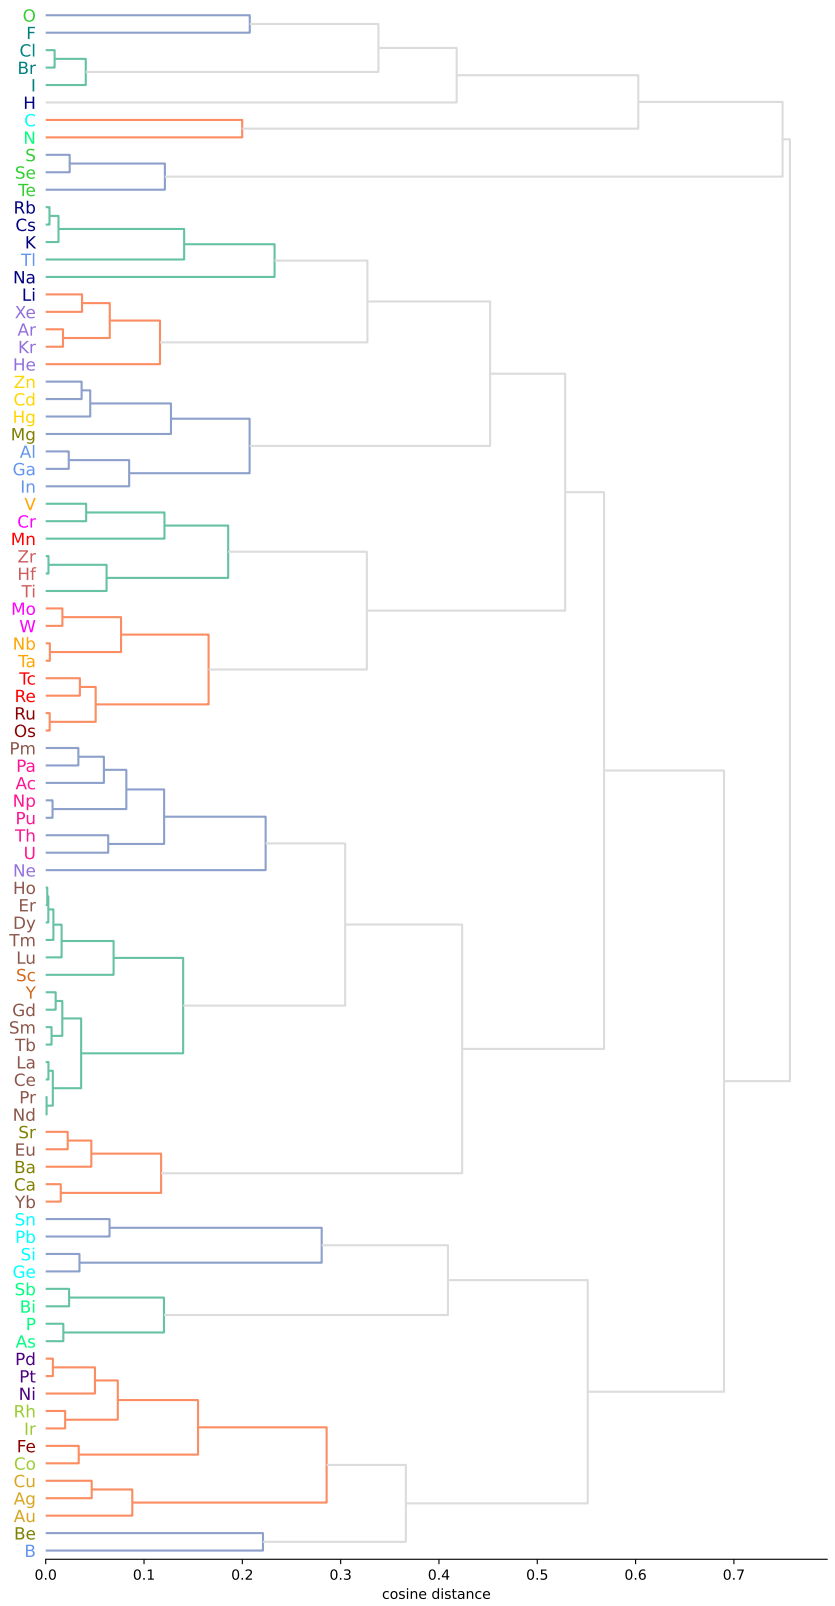 O
F
Cl
Br
I
H
C
N
S
Se
Te
Rb
Cs
K
Tl
Na
Li
Xe
Ar
Kr
He
Zn
Cd
Hg
Mg
Al
Ga
In
V
Cr
Mn
Zr
Hf
Ti
Mo
W
Nb
Ta
Tc
Re
Ru
Os
Pm
Pa
Ac
Np
Pu
Th
U
Ne
Ho
Er
Dy
Tm
Lu
Sc
Y
Gd
Sm
Tb
La
Ce
Pr
Nd
Sr
Eu
Ba
Ca
Yb
Sn
Pb
Si
Ge
Sb
Bi
P
As
Pd
Pt
Ni
Rh
Ir
Fe
Co
Cu
Ag
Au
Be
B
0.0 0.1 0.2 0.3 0.4 0.5 0.6 0.7
cosine distance